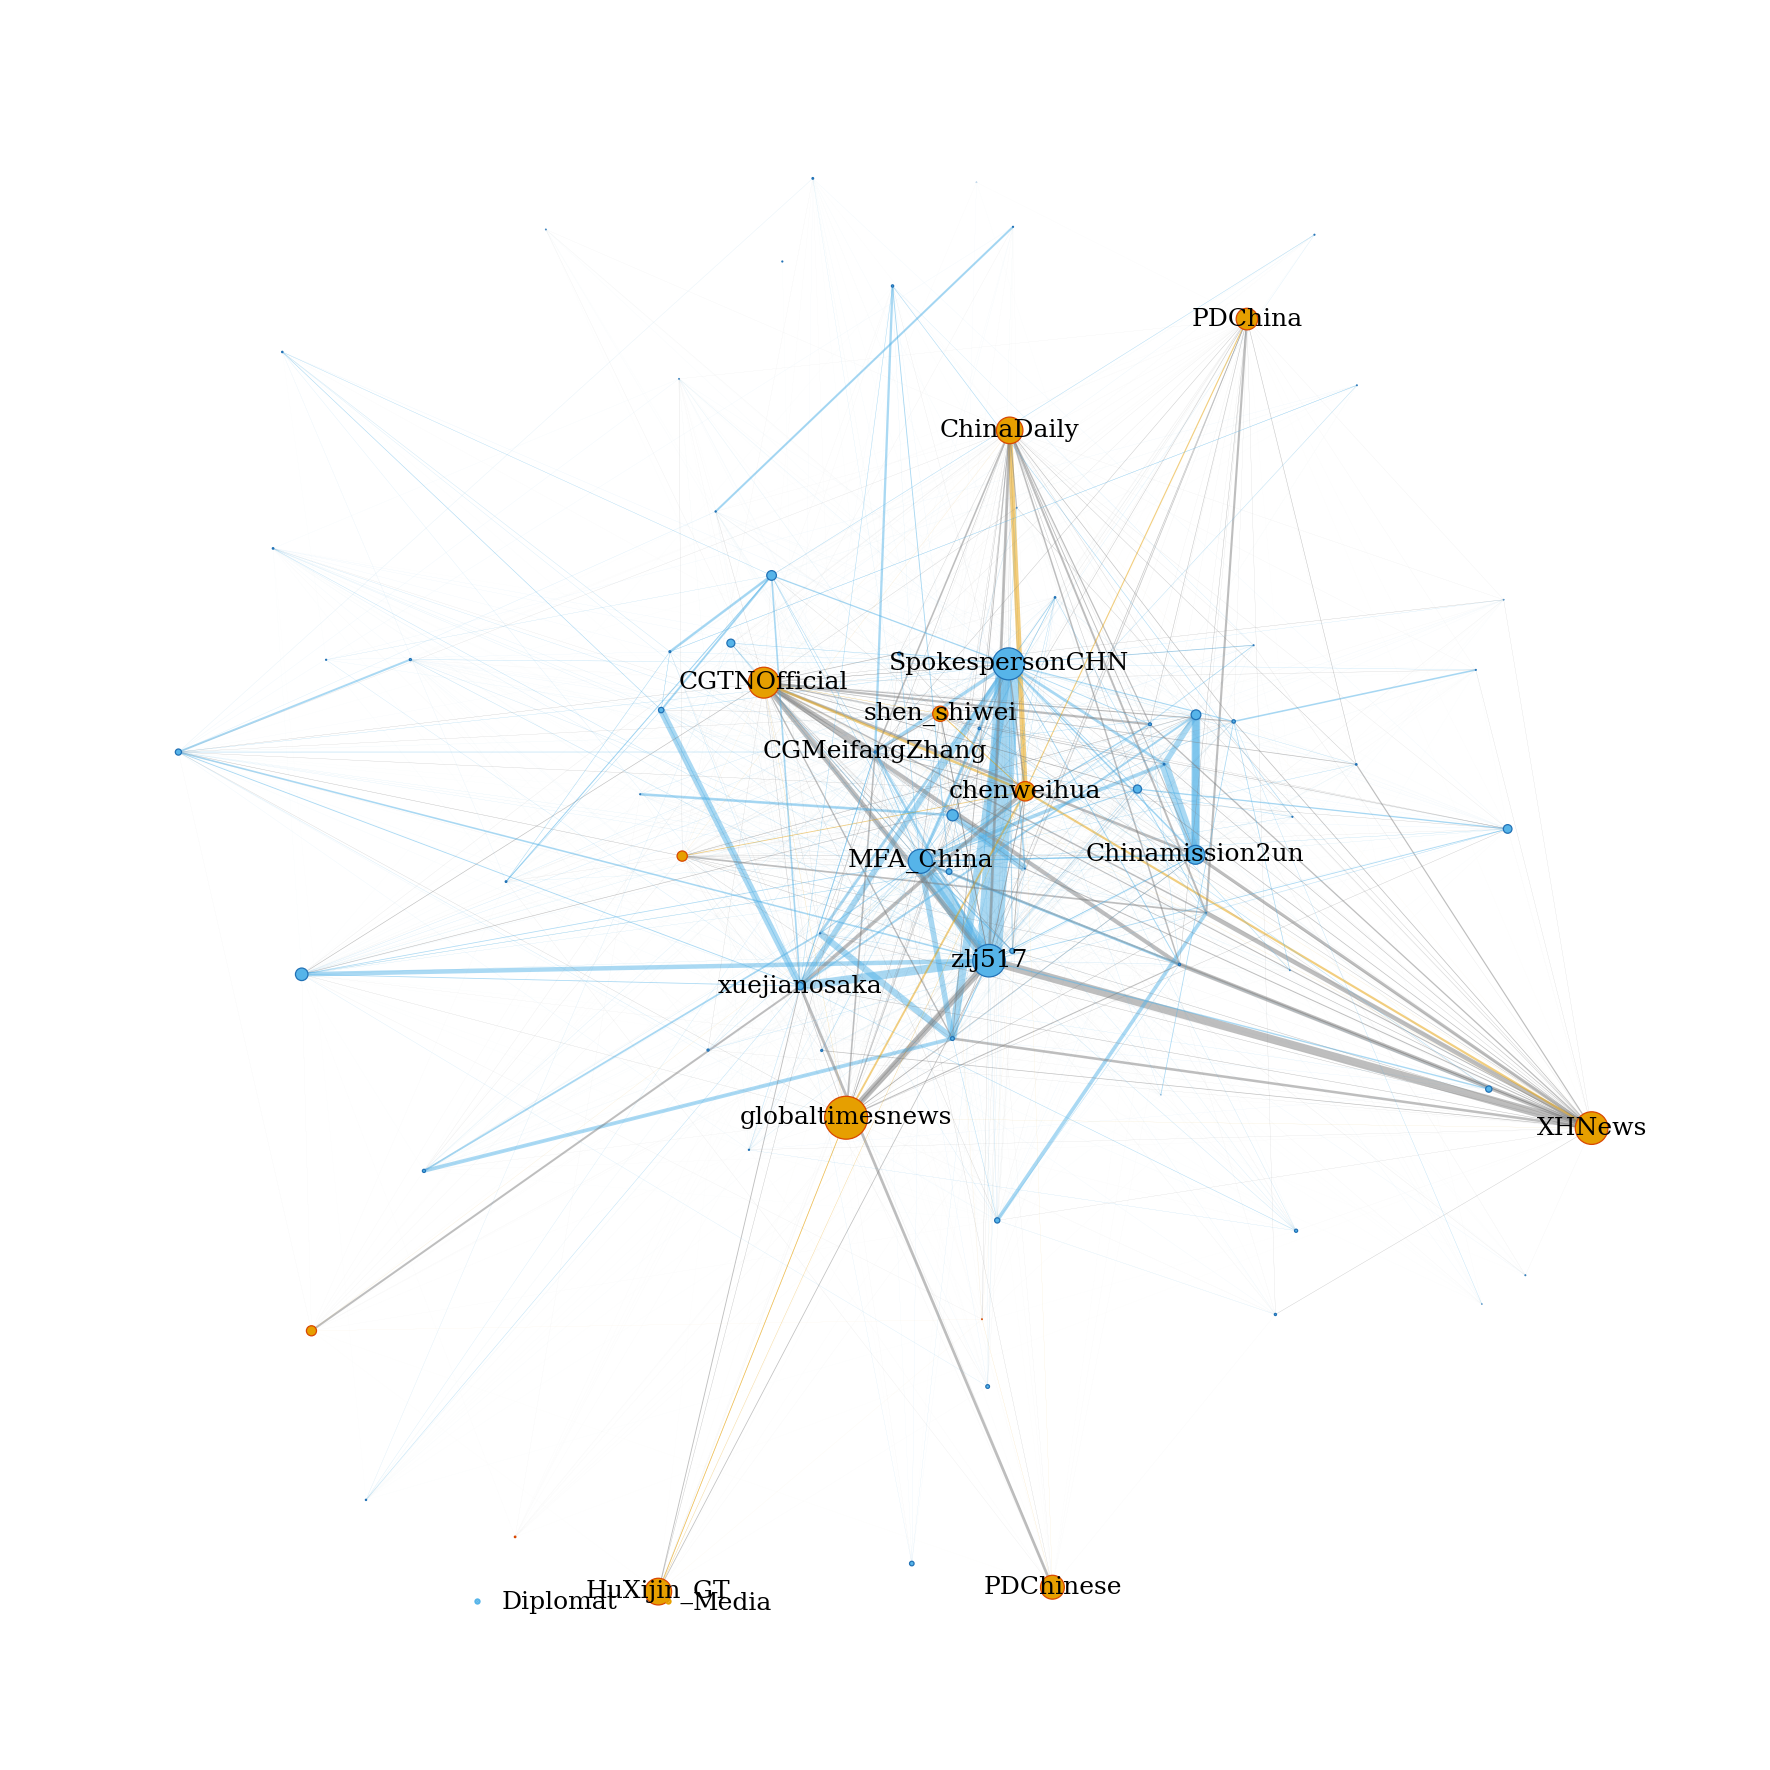 PDChina
ChinaDaily
SpokespersonCHN
CGTNOfficial
shen_shiwei
CGMeifangZhang
chenweihua
Chinamission2un
MFA_China
zlj517
xuejianosaka
globaltimesnews
XHNews
PDChinese
HuXijin_GT
Diplomat
Media